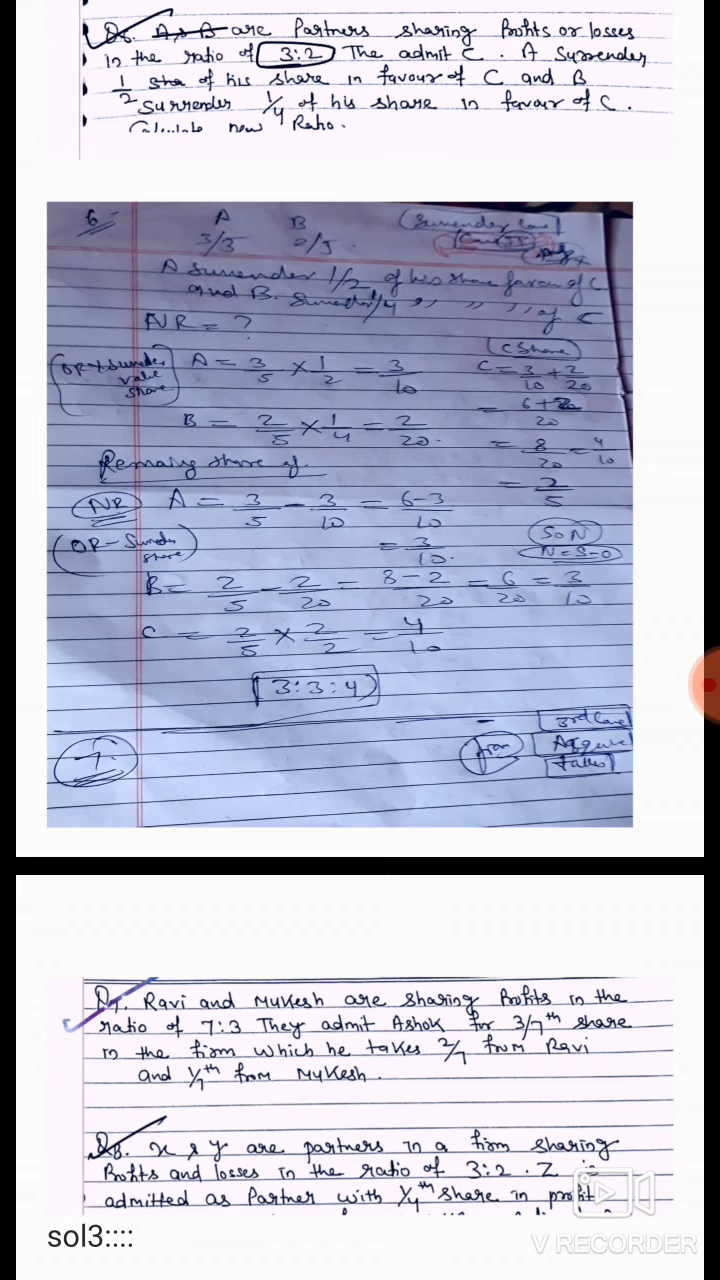 Q6. A, & B are Partners sharing Profits or losses
in the ratio of 3:2 The admit C. A Surrender
1/2 sha of his share in favour of C and B
Surrender 1/4 of his share in favour of C.
Calculate new Ratio.
6
A B
3/5 2/5
A Surrender 1/2 of his share favour of C.
and B. Surender 1/4 " " " of C
NR = ?
(C Share)
A = 3/5 × 1/2 = 3/10 C = 3/10 + 2/20
(OR × Surender value share)
= 6+2/20
B = 2/5 × 1/4 = 2/20. = 8/20 = 4/10
Remaing share of.
= 2/5
NR A = 3/5 - 3/10 = 6-3/10
SON
(OR - Surender share) = 3/10. N=S-O
B = 2/5 - 2/20 = 8-2/20 = 6/20 = 3/10
C = 2/5 × 2/2 = 4/10
3:3:4
3rd Case
7. from
Q7. Ravi and Mukesh are sharing Profits in the
ratio of 7:3 They admit Ashok for 3/7th share
in the firm which he takes 2/7 from Ravi
and 1/7th from Mykesh.
Q8. x & y are partners in a firm sharing
Profits and losses in the ratio of 3:2. Z is
admitted as Partner with 1/4th share in profit
sol3::::
V RECORDER